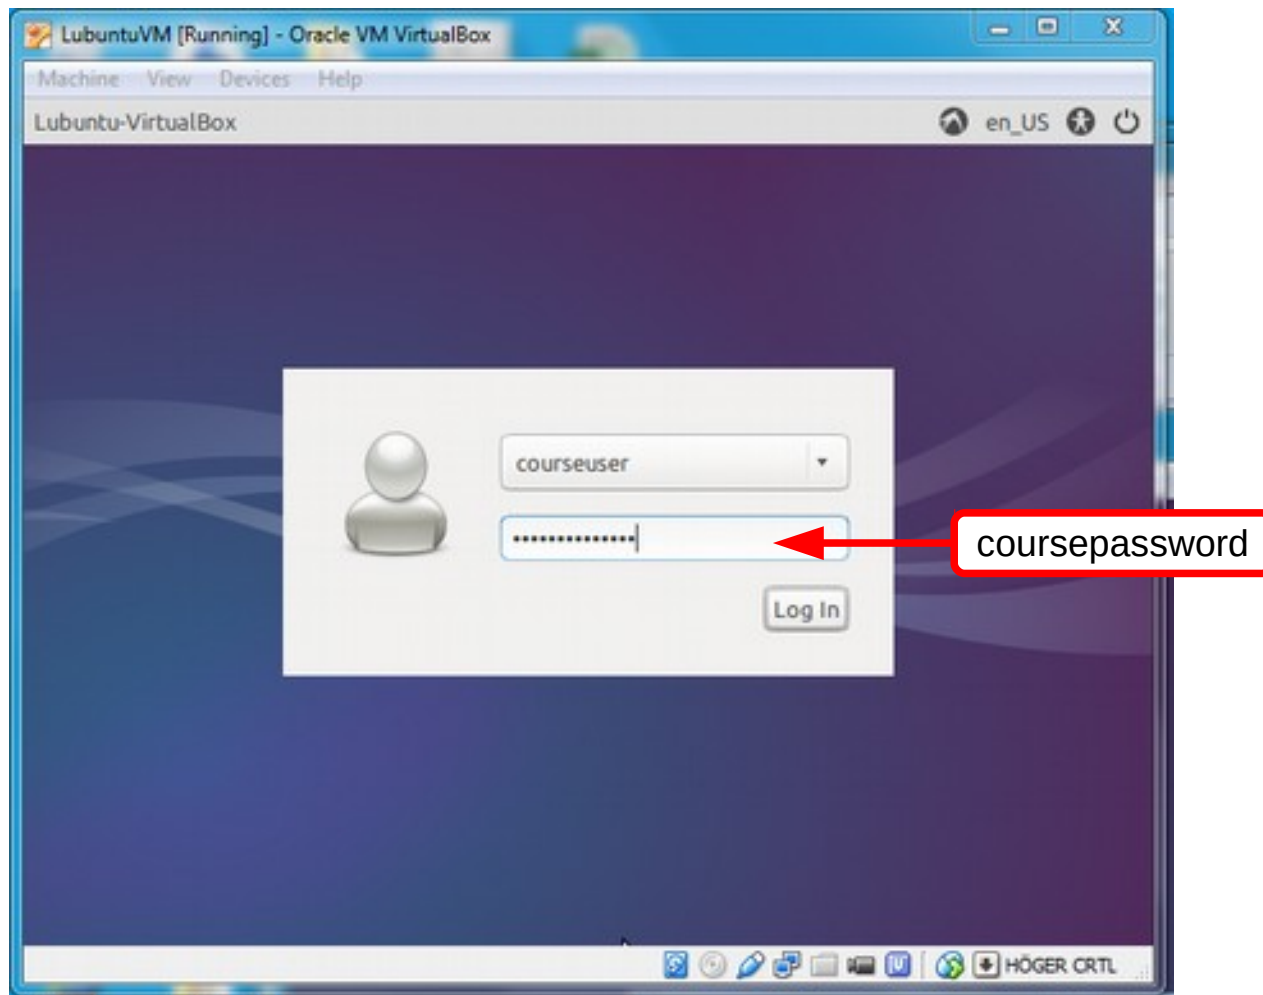 LubuntuVM [Running] - Oracle VM VirtualBox
Machine View Devices Help
Lubuntu-VirtualBox en_US
courseuser
••••••••••••••
coursepassword
Log In
HÖGER CRTL